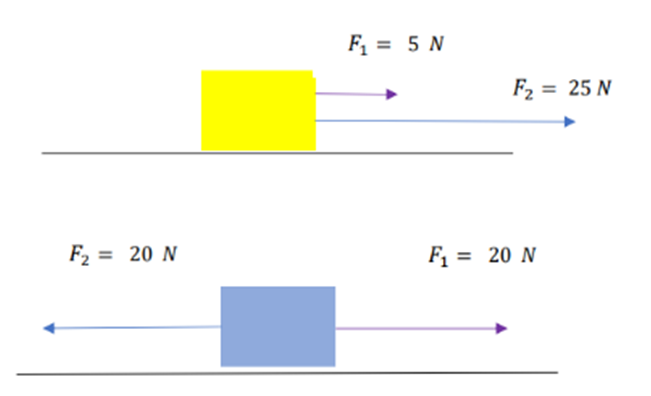 F₁ = 5 N
F₂ = 25 N
F₂ = 20 N
F₁ = 20 N